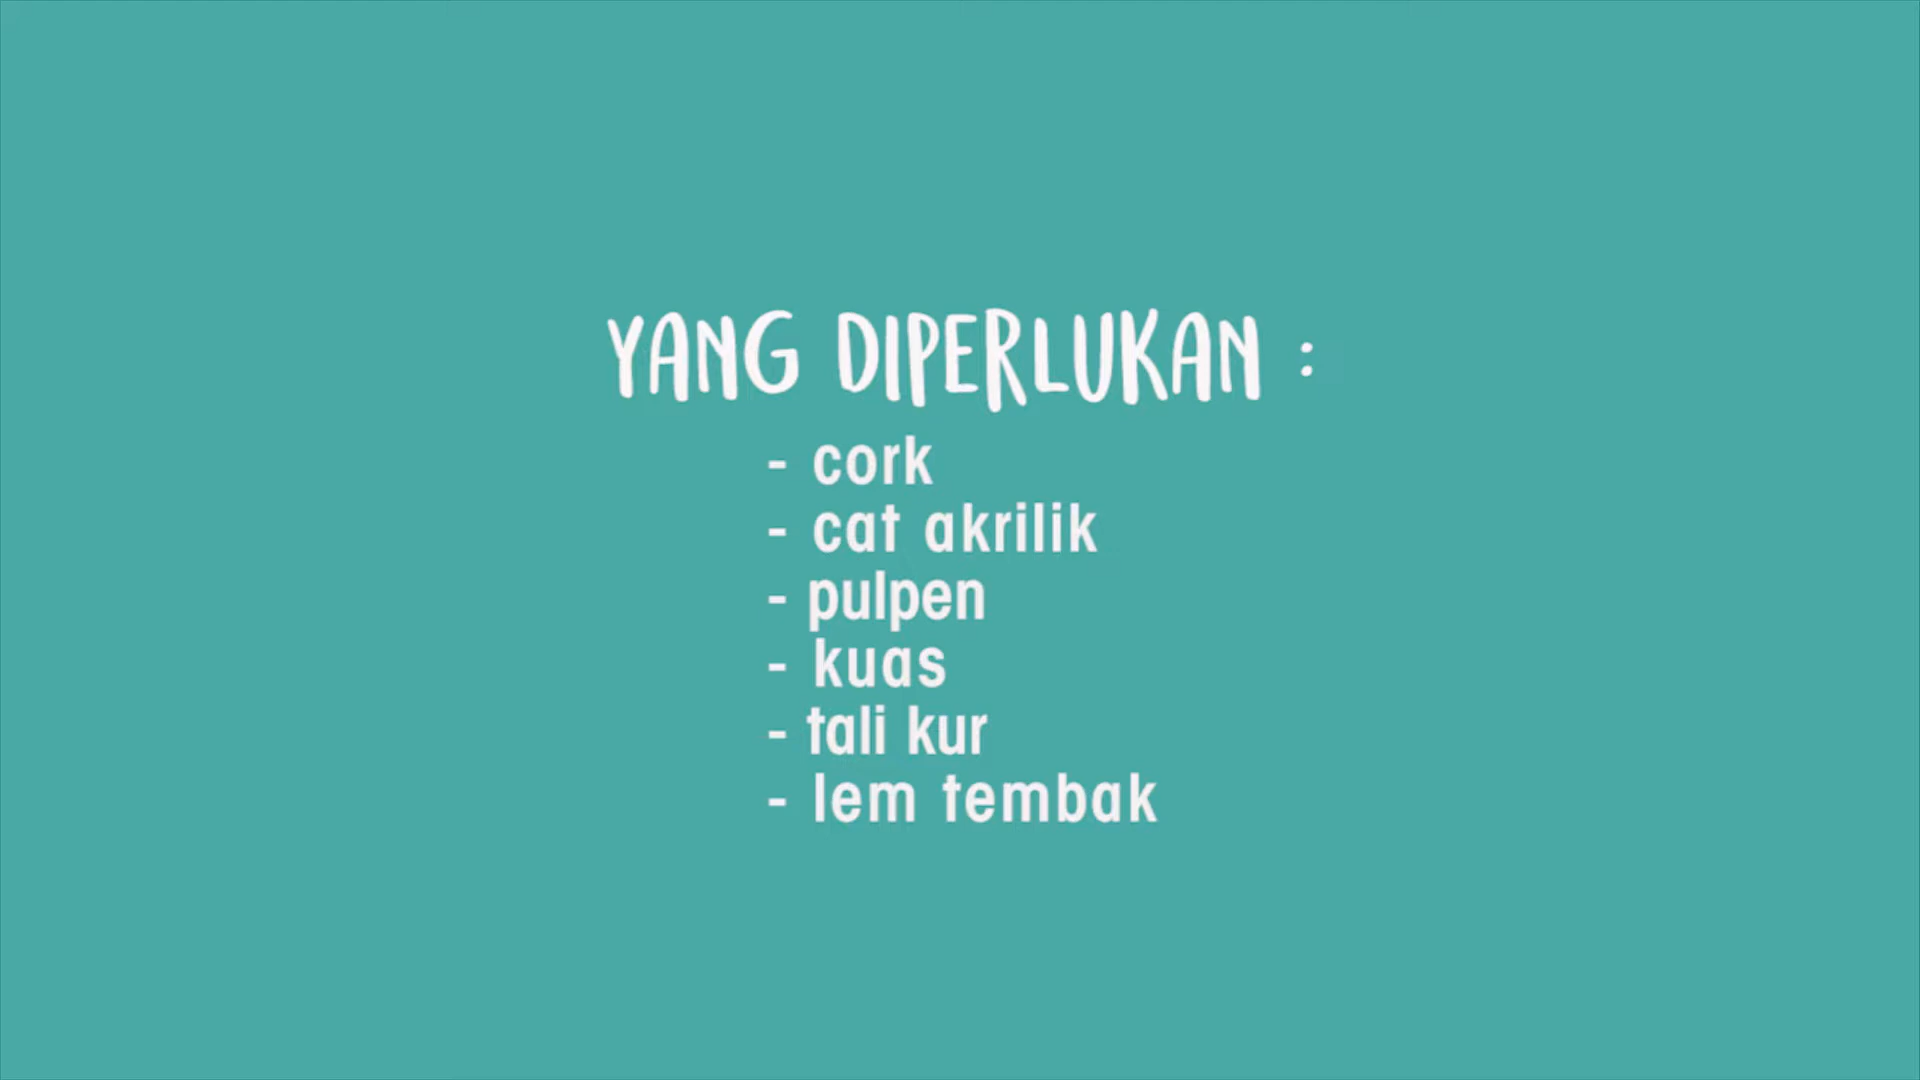 YANG DIPERLUKAN :
- cork
- cat akrilik
- pulpen
- kuas
- tali kur
- lem tembak